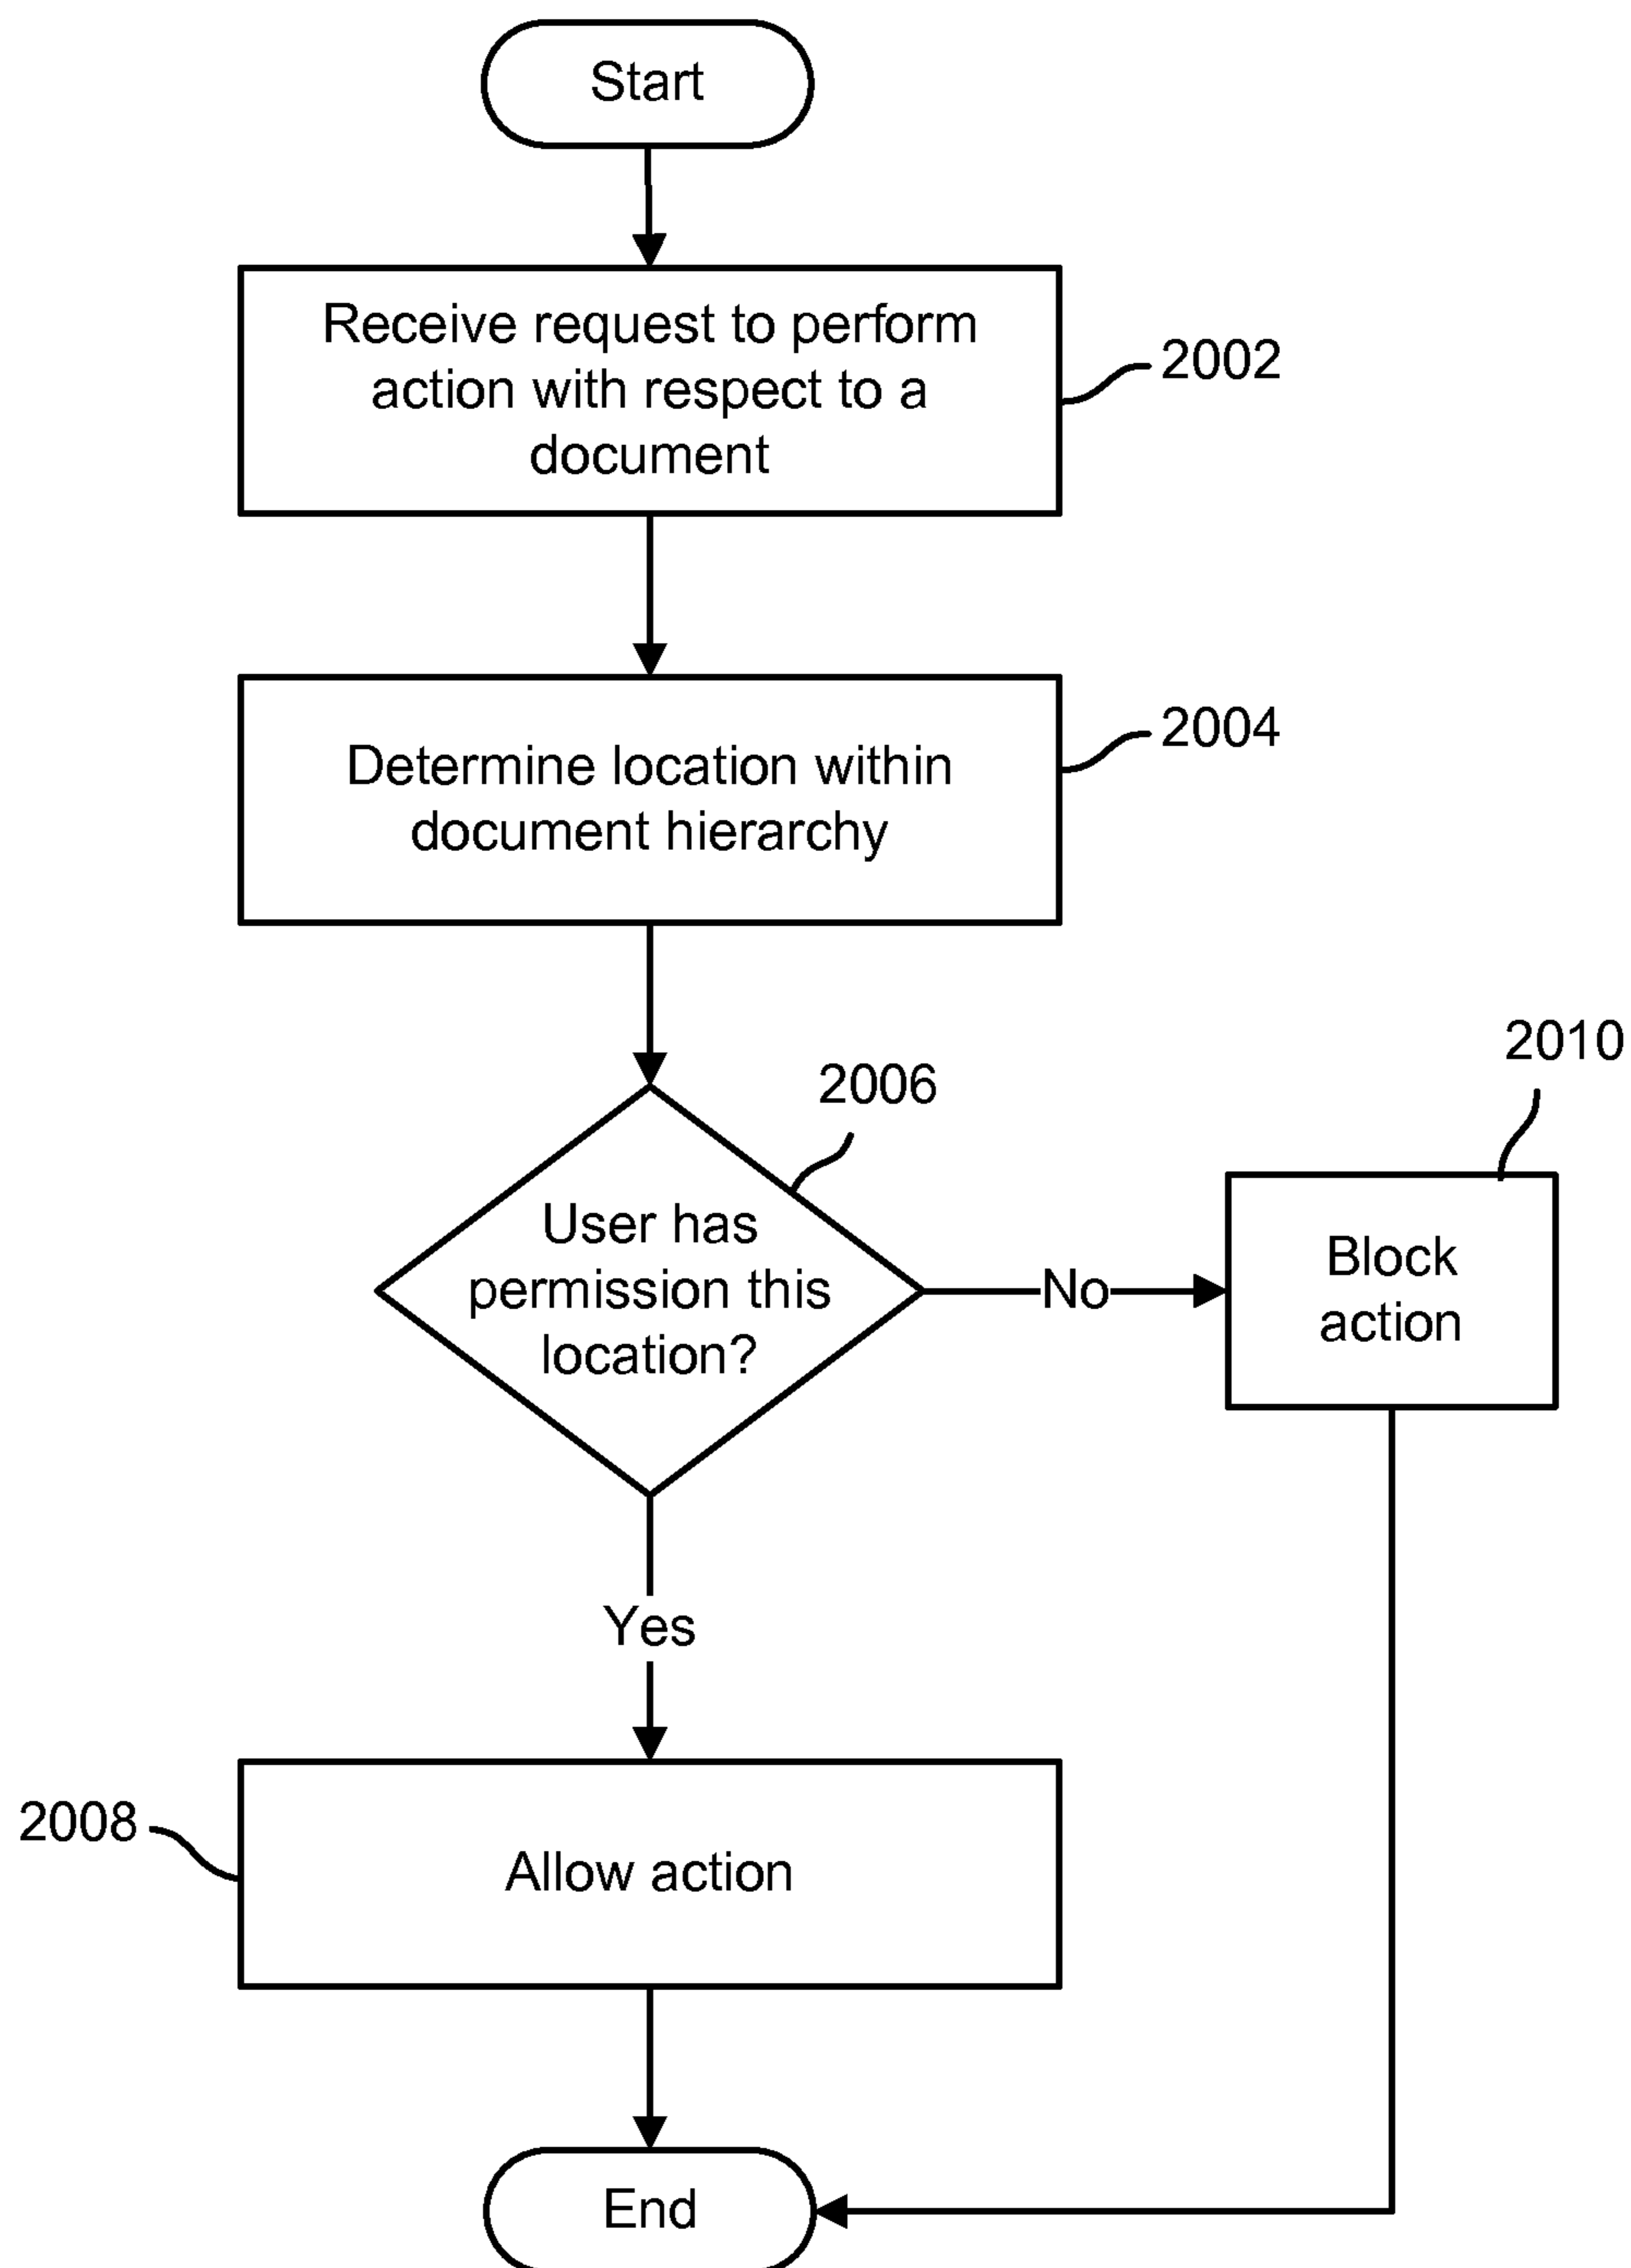 Start
Receive request to perform
action with respect to a
document
2002
Determine location within
document hierarchy
2004
2006
User has
permission this
location?
No
2010
Block
action
Yes
2008
Allow action
End